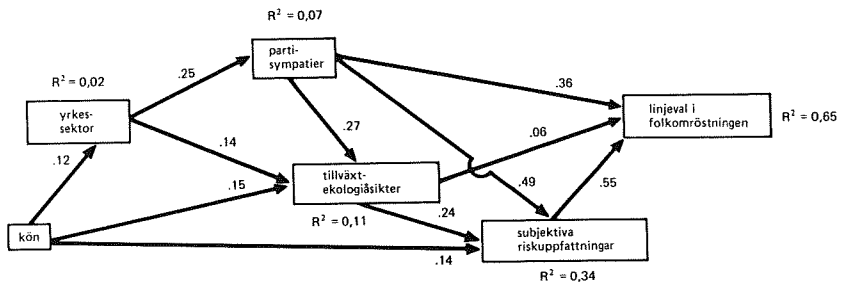 R² = 0,07
parti-
sympatier
R² = 0,02
.25
.36
yrkes-
sektor
linjeval i
folkomröstningen
R² = 0,65
.27
.14
.06
.12
.15
tillväxt-
ekologiåsikter
.49
.55
R² = 0,11
.24
kön
subjektiva
riskuppfattningar
.14
R² = 0,34